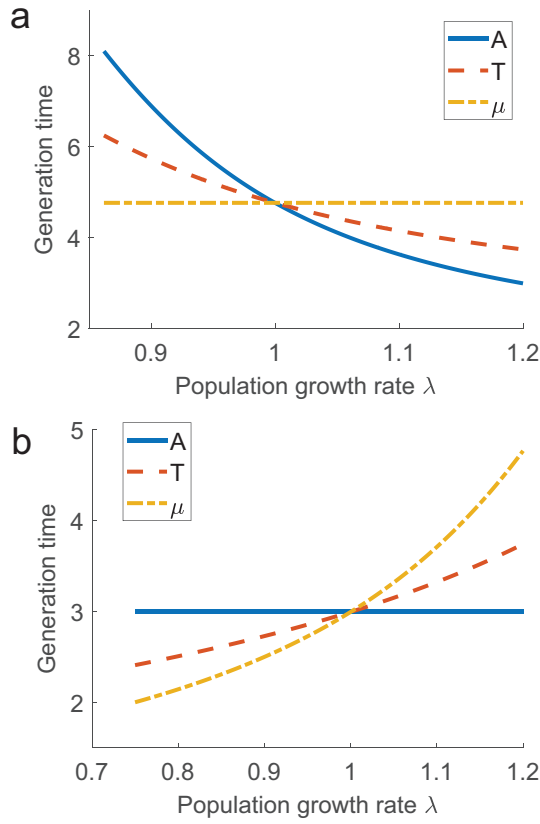 a
A
T
μ
8
6
4
2
Generation time
0.9
1
1.1
1.2
Population growth rate λ
b
A
T
μ
5
4
3
2
Generation time
0.7
0.8
0.9
1
1.1
1.2
Population growth rate λ